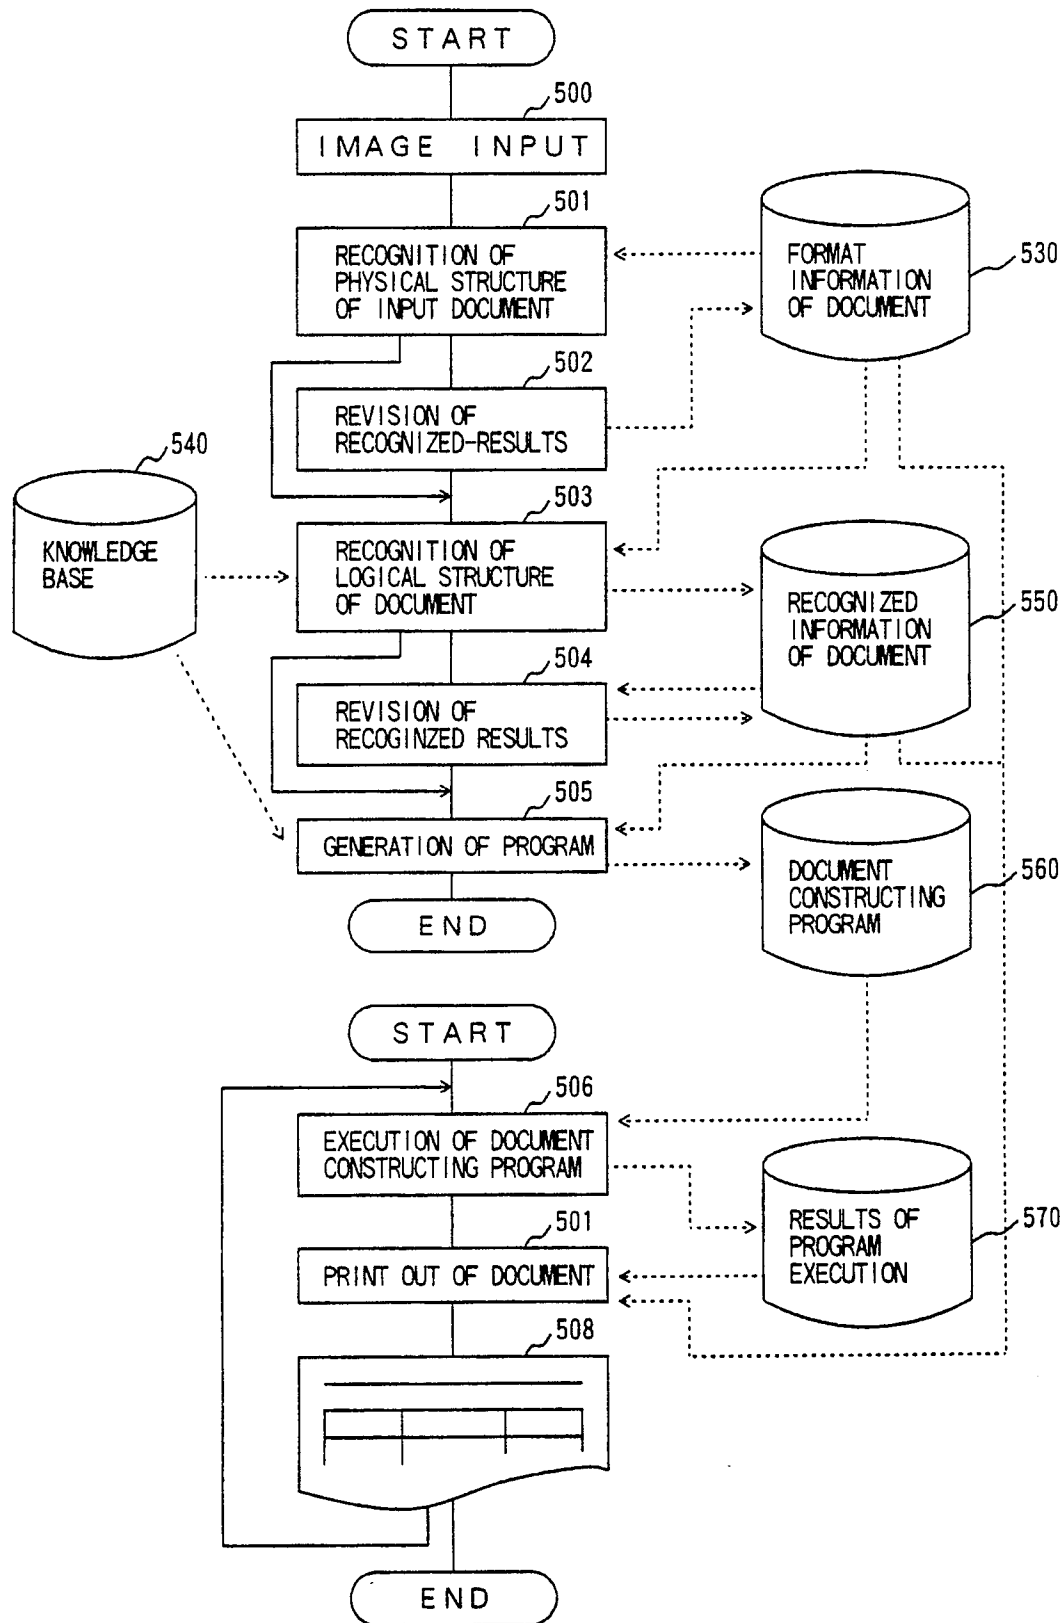 START
500
IMAGE INPUT
501
RECOGNITION OF
PHYSICAL STRUCTURE
OF INPUT DOCUMENT
FORMAT
INFORMATION
OF DOCUMENT
530
502
REVISION OF
RECOGNIZED-RESULTS
540
KNOWLEDGE
BASE
503
RECOGNITION OF
LOGICAL STRUCTURE
OF DOCUMENT
RECOGNIZED
INFORMATION
OF DOCUMENT
550
504
REVISION OF
RECOGINZED RESULTS
505
GENERATION OF PROGRAM
DOCUMENT
CONSTRUCTING
PROGRAM
560
END
START
506
EXECUTION OF DOCUMENT
CONSTRUCTING PROGRAM
RESULTS OF
PROGRAM
EXECUTION
570
501
PRINT OUT OF DOCUMENT
508
END